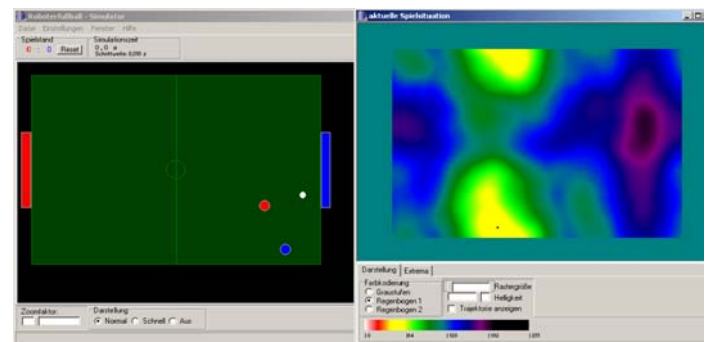 Roboterfußball - Simulator
Datei Einstellungen Fenster Hilfe
Spielstand
0 : 0 Reset
Simulationszeit
0,0 s
Schrittweite:
Zoomfaktor:
Darstellung:
Normal Schnell Aus
aktuelle Spielsituation
Darstellung Extrema
Farbkodierung
Graustufen
Regenbogen 1
Regenbogen 2
Rastergröße
Helligkeit
Trajektorie anzeigen